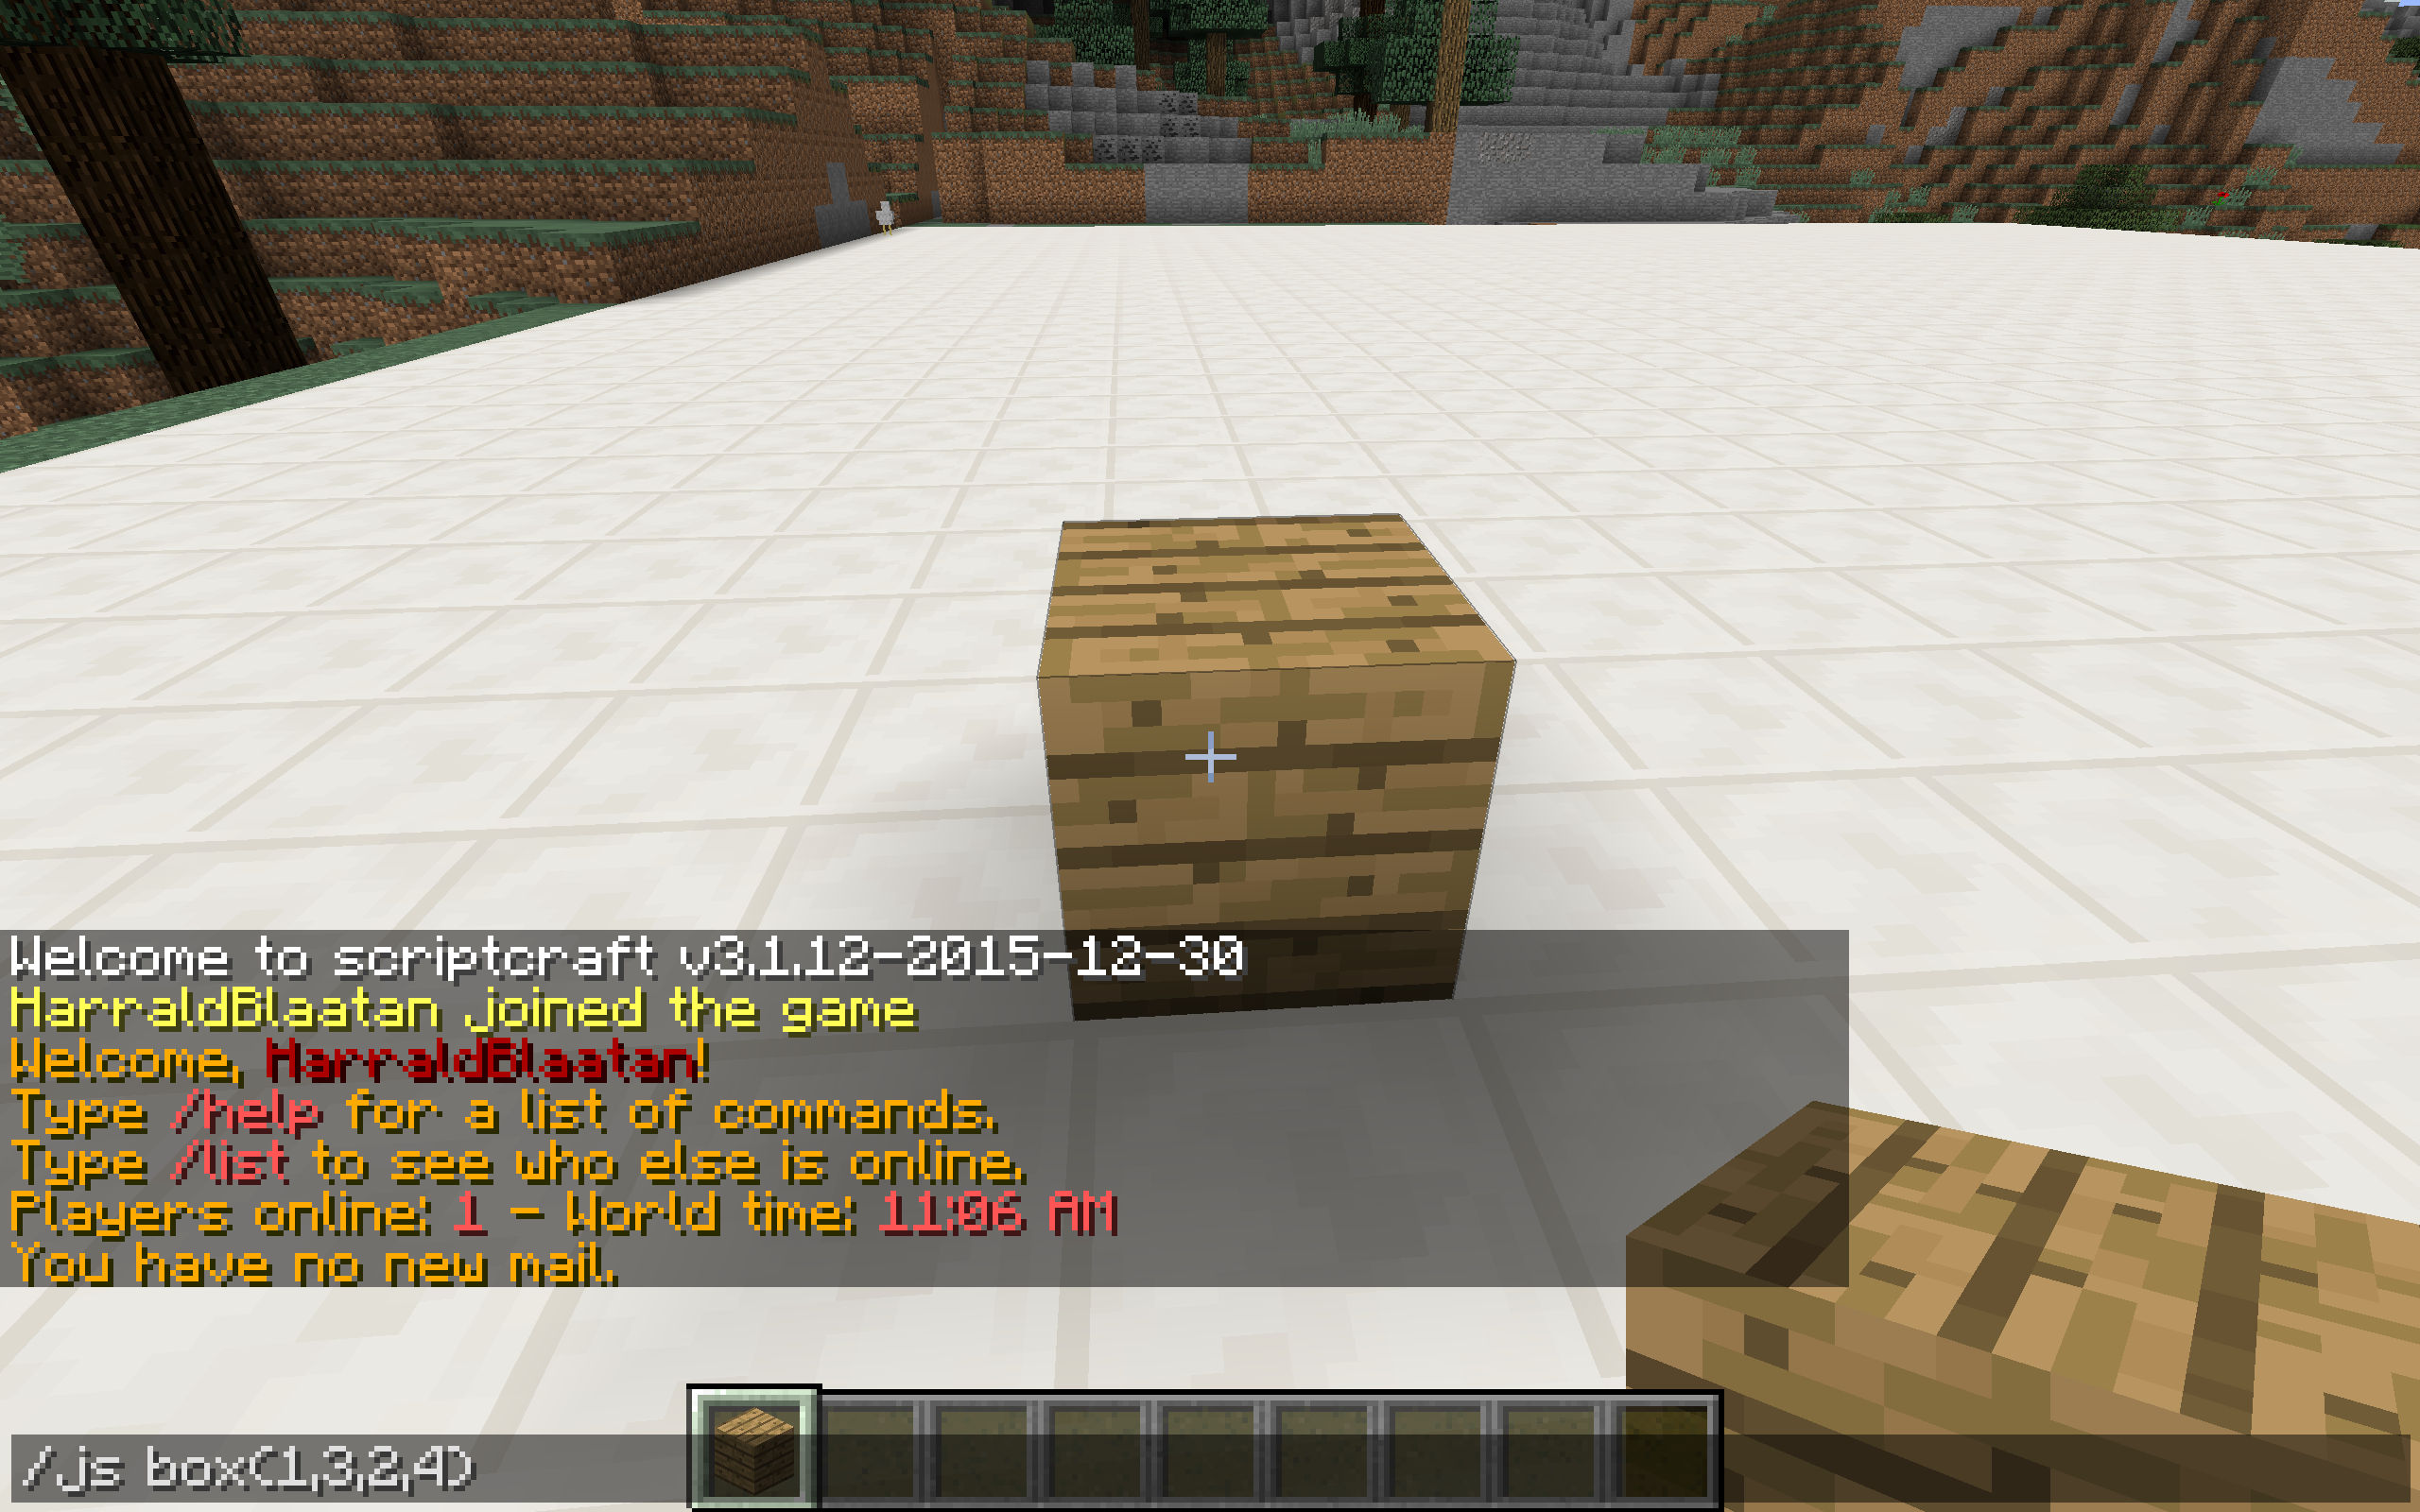 Welcome to scriptcraft v3.1.12-2015-12-30
HarraldBlaatan joined the game
Welcome, HarraldBlaatan!
Type /help for a list of commands.
Type /list to see who else is online.
Players online: 1 - World time: 11:06 AM
You have no new mail.
/js box(1,3,2,4)